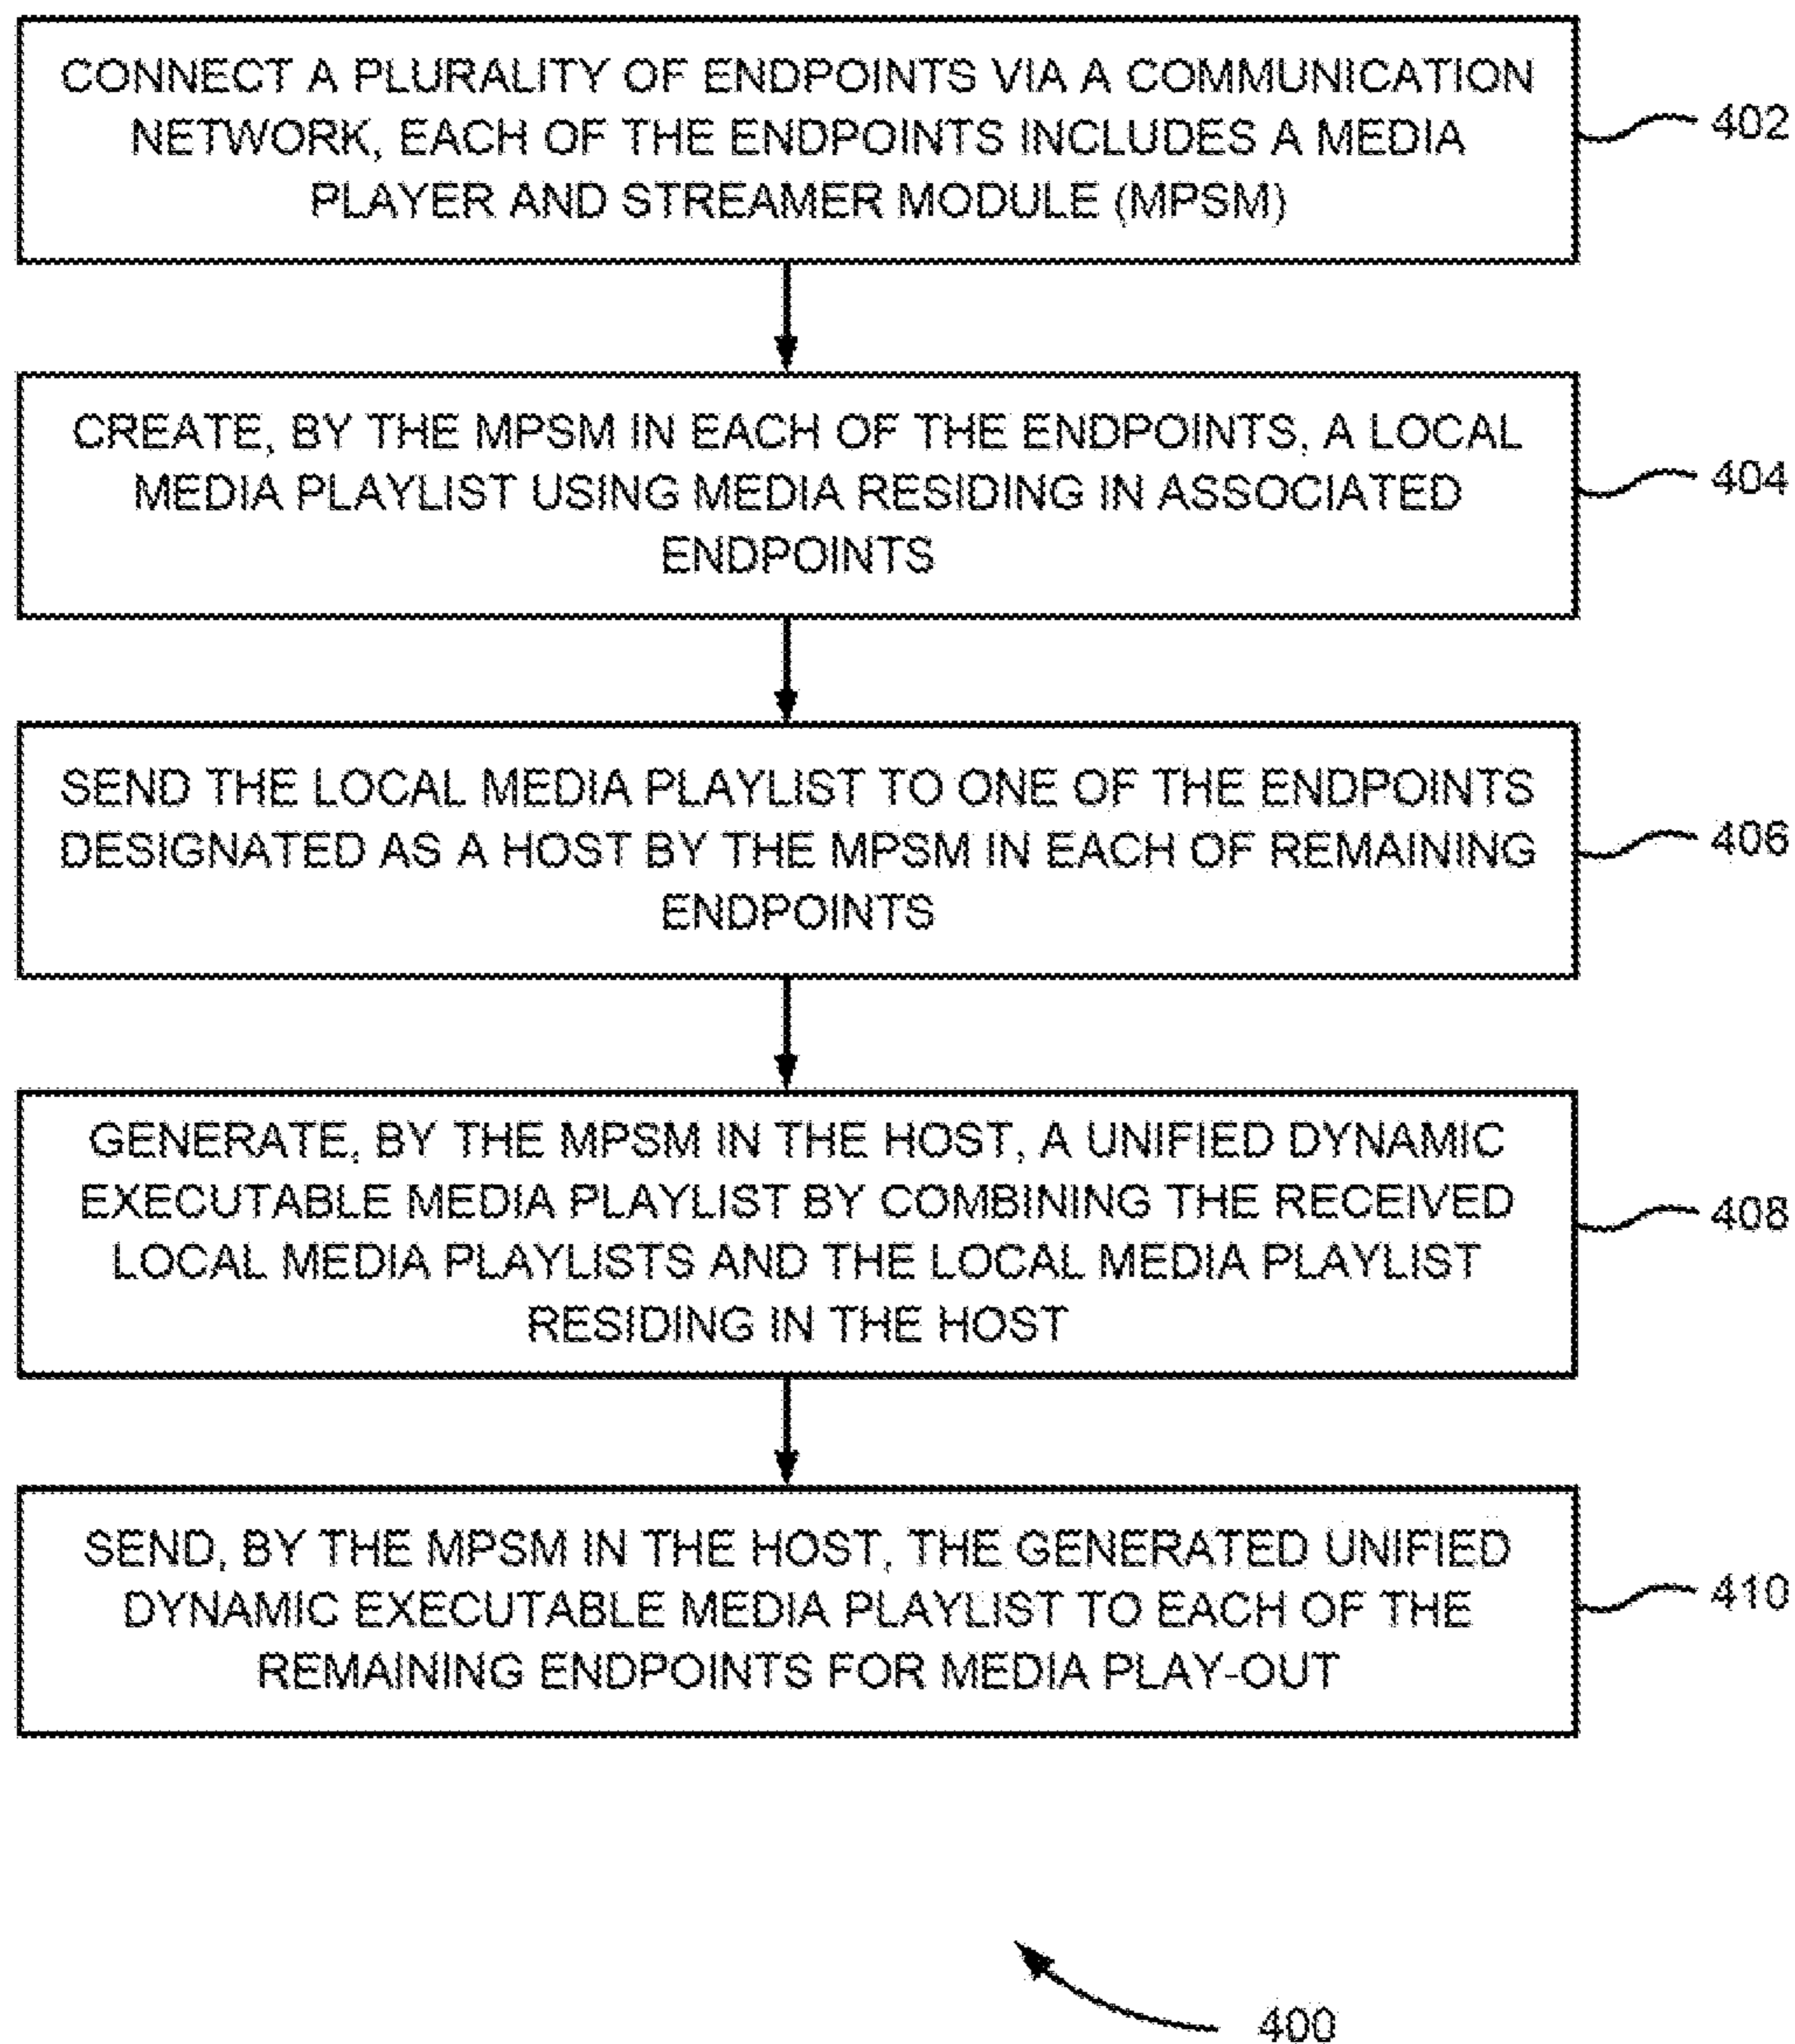 CONNECT A PLURALITY OF ENDPOINTS VIA A COMMUNICATION
NETWORK, EACH OF THE ENDPOINTS INCLUDES A MEDIA
PLAYER AND STREAMER MODULE (MPSM)
402
CREATE, BY THE MPSM IN EACH OF THE ENDPOINTS, A LOCAL
MEDIA PLAYLIST USING MEDIA RESIDING IN ASSOCIATED
ENDPOINTS
404
SEND THE LOCAL MEDIA PLAYLIST TO ONE OF THE ENDPOINTS
DESIGNATED AS A HOST BY THE MPSM IN EACH OF REMAINING
ENDPOINTS
406
GENERATE, BY THE MPSM IN THE HOST, A UNIFIED DYNAMIC
EXECUTABLE MEDIA PLAYLIST BY COMBINING THE RECEIVED
LOCAL MEDIA PLAYLISTS AND THE LOCAL MEDIA PLAYLIST
RESIDING IN THE HOST
408
SEND, BY THE MPSM IN THE HOST, THE GENERATED UNIFIED
DYNAMIC EXECUTABLE MEDIA PLAYLIST TO EACH OF THE
REMAINING ENDPOINTS FOR MEDIA PLAY-OUT
410
400